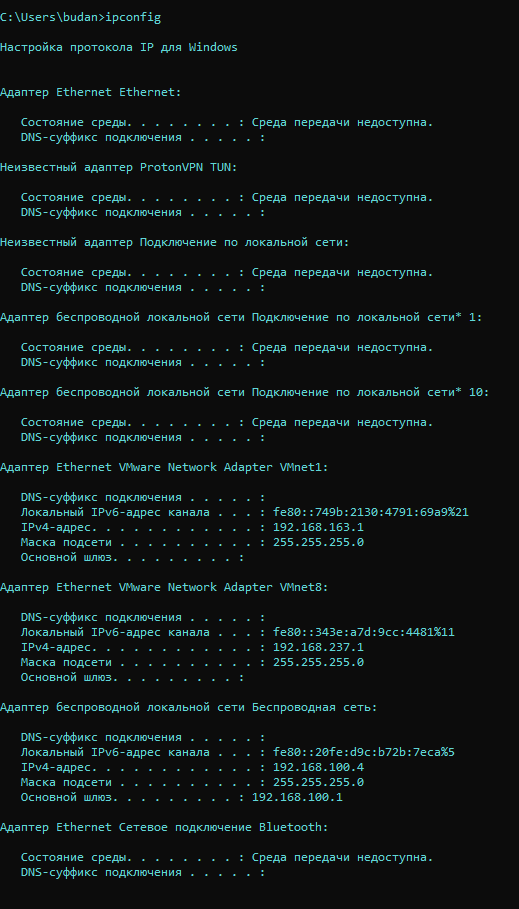 C:\Users\budan>ipconfig
Настройка протокола IP для Windows
Адаптер Ethernet Ethernet:
Состояние среды. . . . . . . . : Среда передачи недоступна.
DNS-суффикс подключения . . . . . :
Неизвестный адаптер ProtonVPN TUN:
Состояние среды. . . . . . . . : Среда передачи недоступна.
DNS-суффикс подключения . . . . . :
Неизвестный адаптер Подключение по локальной сети:
Состояние среды. . . . . . . . : Среда передачи недоступна.
DNS-суффикс подключения . . . . . :
Адаптер беспроводной локальной сети Подключение по локальной сети* 1:
Состояние среды. . . . . . . . : Среда передачи недоступна.
DNS-суффикс подключения . . . . . :
Адаптер беспроводной локальной сети Подключение по локальной сети* 10:
Состояние среды. . . . . . . . : Среда передачи недоступна.
DNS-суффикс подключения . . . . . :
Адаптер Ethernet VMware Network Adapter VMnet1:
DNS-суффикс подключения . . . . . :
Локальный IPv6-адрес канала . . . : fe80::749b:2130:4791:69a9%21
IPv4-адрес. . . . . . . . . . . . : 192.168.163.1
Маска подсети . . . . . . . . . . : 255.255.255.0
Основной шлюз. . . . . . . . . :
Адаптер Ethernet VMware Network Adapter VMnet8:
DNS-суффикс подключения . . . . . :
Локальный IPv6-адрес канала . . . : fe80::343e:a7d:9cc:4481%11
IPv4-адрес. . . . . . . . . . . . : 192.168.237.1
Маска подсети . . . . . . . . . . : 255.255.255.0
Основной шлюз. . . . . . . . . :
Адаптер беспроводной локальной сети Беспроводная сеть:
DNS-суффикс подключения . . . . . :
Локальный IPv6-адрес канала . . . : fe80::20fe:d9c:b72b:7eca%5
IPv4-адрес. . . . . . . . . . . . : 192.168.100.4
Маска подсети . . . . . . . . . . : 255.255.255.0
Основной шлюз. . . . . . . . . : 192.168.100.1
Адаптер Ethernet Сетевое подключение Bluetooth:
Состояние среды. . . . . . . . : Среда передачи недоступна.
DNS-суффикс подключения . . . . . :